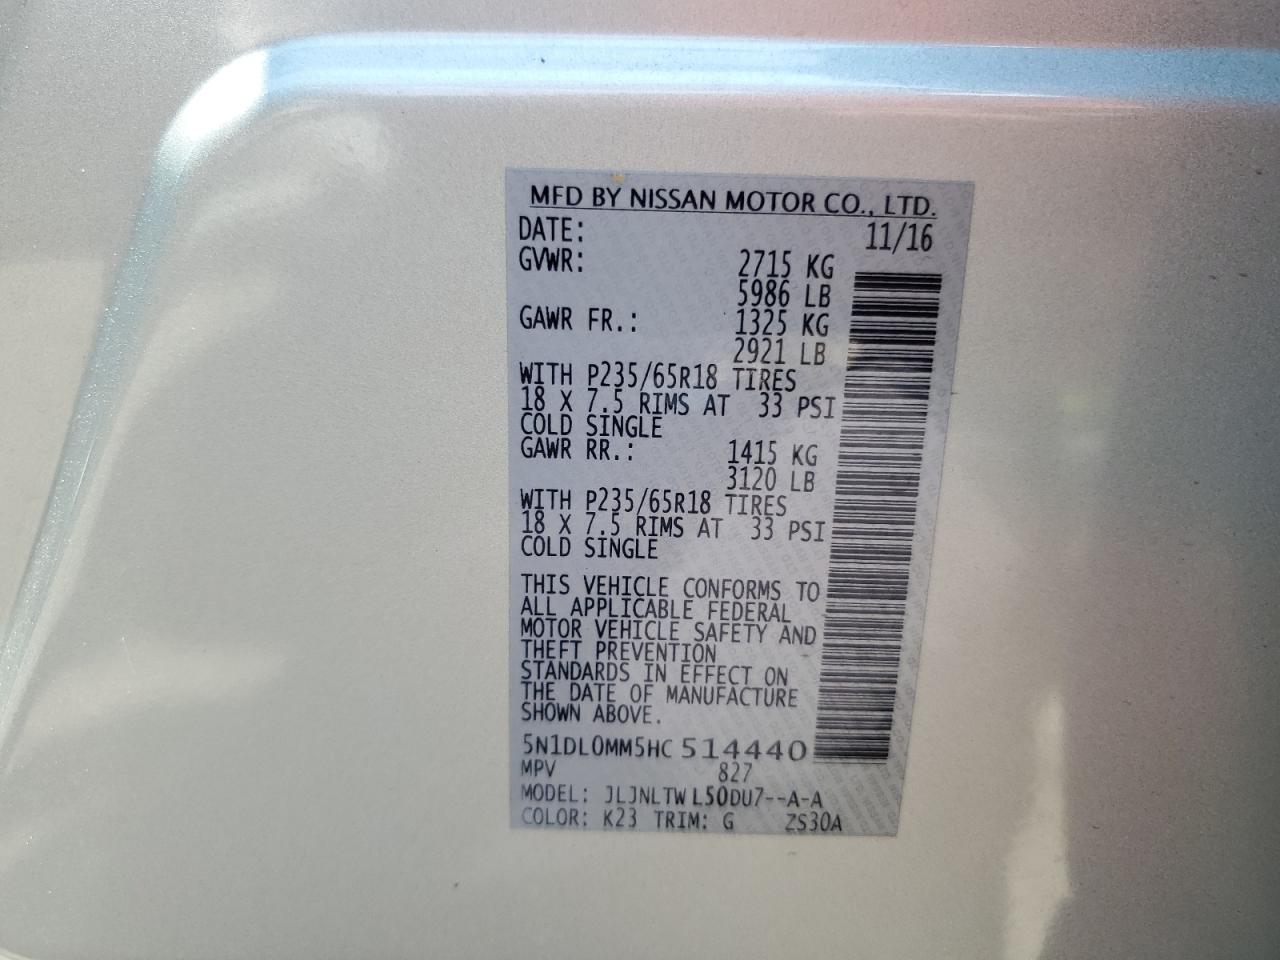 MFD BY NISSAN MOTOR CO., LTD.
DATE: 11/16
GVWR: 2715 KG
5986 LB
GAWR FR.: 1325 KG
2921 LB
WITH P235/65R18 TIRES
18 X 7.5 RIMS AT 33 PSI
COLD SINGLE
GAWR RR.: 1415 KG
3120 LB
WITH P235/65R18 TIRES
18 X 7.5 RIMS AT 33 PSI
COLD SINGLE
THIS VEHICLE CONFORMS TO
ALL APPLICABLE FEDERAL
MOTOR VEHICLE SAFETY AND
THEFT PREVENTION
STANDARDS IN EFFECT ON
THE DATE OF MANUFACTURE
SHOWN ABOVE.
5N1DL0MM5HC 514440
MPV 827
MODEL: JLJNLTW L50DU7--A-A
COLOR: K23 TRIM: G ZS30A